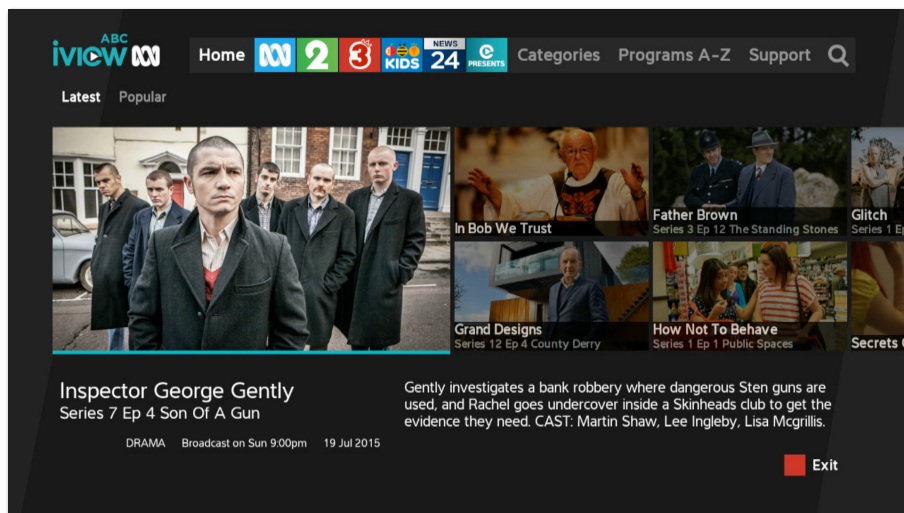 ABC
iview
Home
2
3
KIDS
NEWS
24
PRESENTS
Categories
Programs A-Z
Support
Latest
Popular
In Bob We Trust
Father Brown
Series 3 Ep 12 The Standing Stones
Glitch
Series 1
Grand Designs
Series 12 Ep 4 County Derry
How Not To Behave
Series 1 Ep 1 Public Spaces
Secrets
Inspector George Gently
Series 7 Ep 4 Son Of A Gun
DRAMA Broadcast on Sun 9:00pm 19 Jul 2015
Gently investigates a bank robbery where dangerous Sten guns are
used, and Rachel goes undercover inside a Skinheads club to get the
evidence they need. CAST: Martin Shaw, Lee Ingleby, Lisa Mcgrillis.
Exit